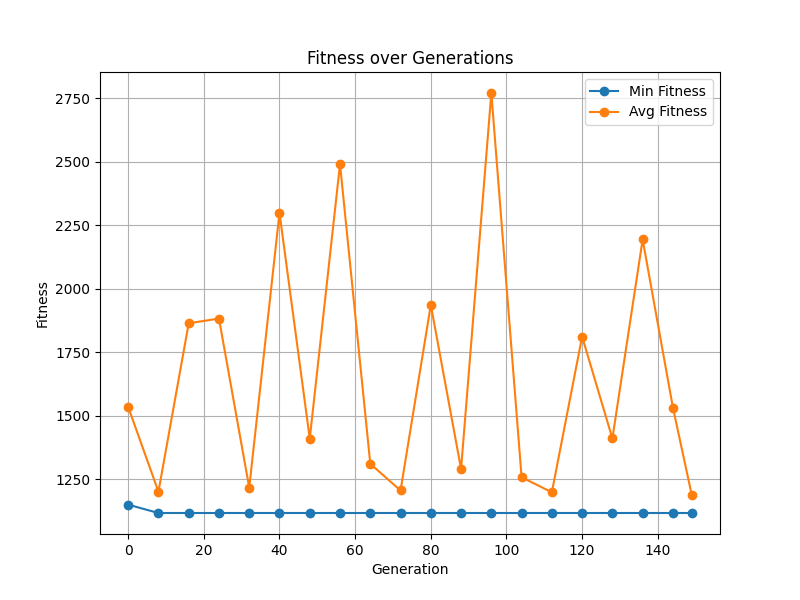 Fitness over Generations
Min Fitness
Avg Fitness
2750
2500
2250
2000
1750
1500
1250
Fitness
0 20 40 60 80 100 120 140
Generation